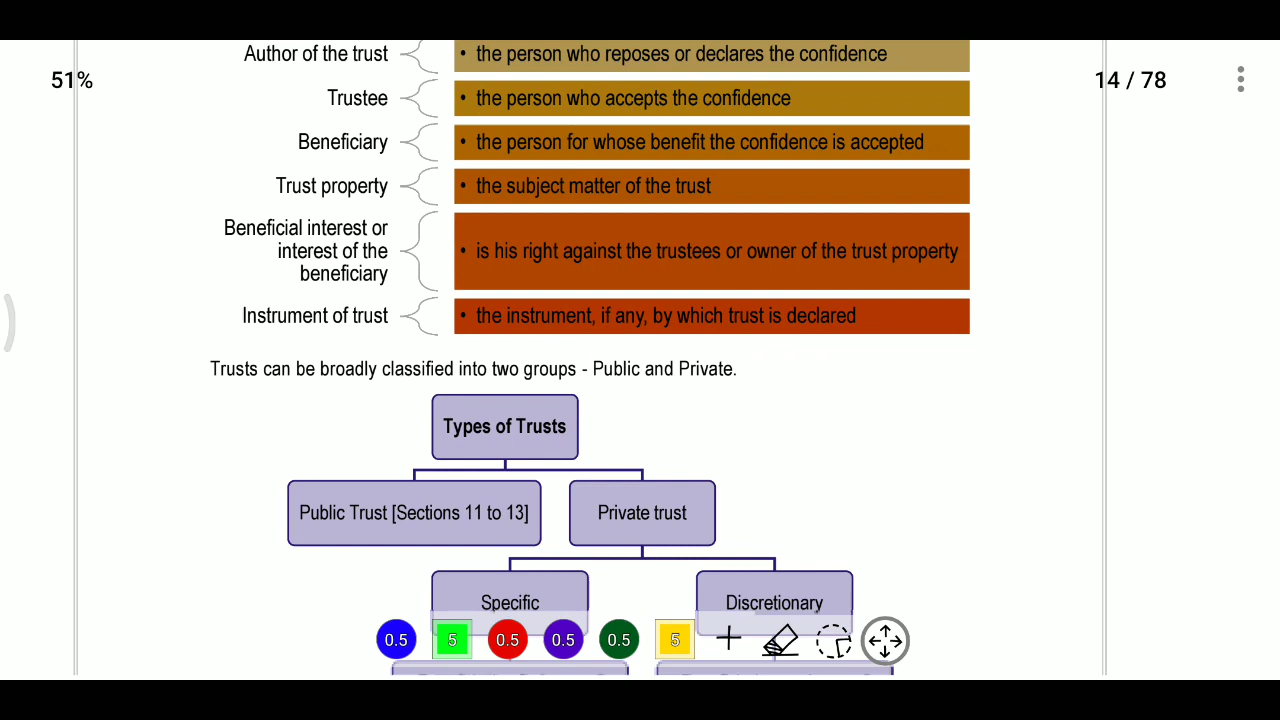 Author of the trust
• the person who reposes or declares the confidence
51%
14 / 78
Trustee
• the person who accepts the confidence
Beneficiary
• the person for whose benefit the confidence is accepted
Trust property
• the subject matter of the trust
Beneficial interest or
interest of the
beneficiary
• is his right against the trustees or owner of the trust property
Instrument of trust
• the instrument, if any, by which trust is declared
Trusts can be broadly classified into two groups - Public and Private.
Types of Trusts
Public Trust [Sections 11 to 13]
Private trust
Specific
Discretionary
0.5
5
0.5
0.5
0.5
5